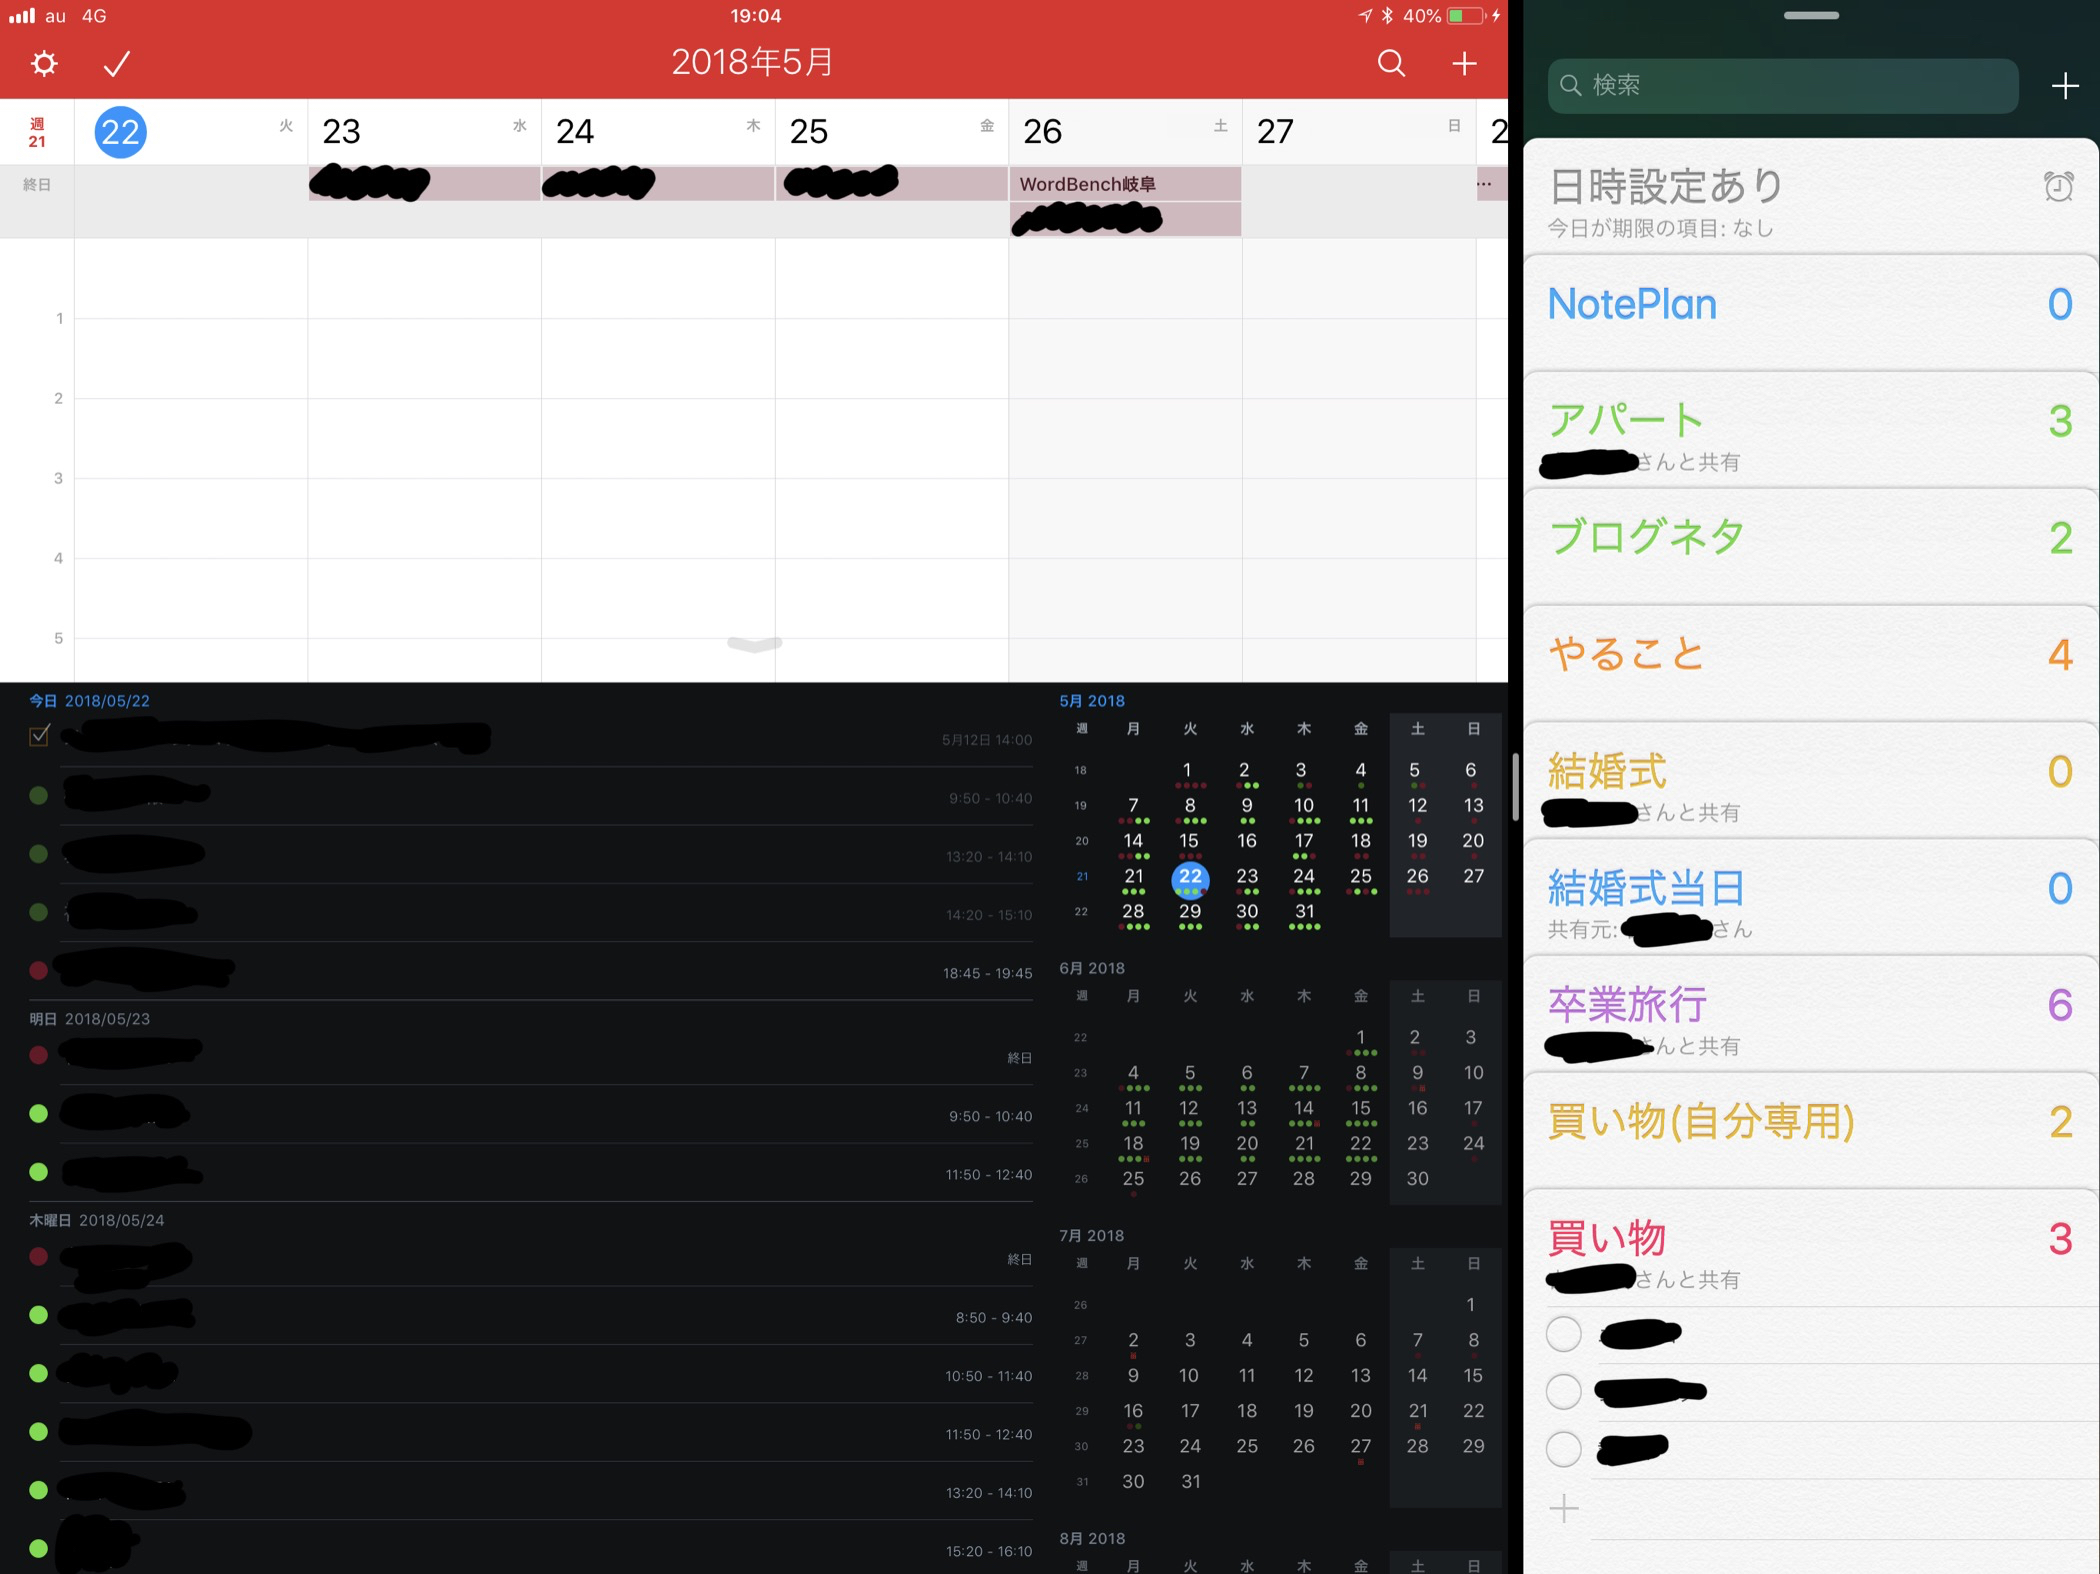 au 4G
19:04
40%
2018年5月
週
21
22 火
23 水
24 木
25 金
26 土
27 日
2
終日
WordBench岐阜
...
1
2
3
4
5
今日 2018/05/22
5月12日 14:00
9:50 - 10:40
13:20 - 14:10
14:20 - 15:10
18:45 - 19:45
明日 2018/05/23
終日
9:50 - 10:40
11:50 - 12:40
木曜日 2018/05/24
終日
8:50 - 9:40
10:50 - 11:40
11:50 - 12:40
13:20 - 14:10
15:20 - 16:10
5月 2018
週 月 火 水 木 金 土 日
18 1 2 3 4 5 6
19 7 8 9 10 11 12 13
20 14 15 16 17 18 19 20
21 21 22 23 24 25 26 27
22 28 29 30 31
6月 2018
週 月 火 水 木 金 土 日
22 1 2 3
23 4 5 6 7 8 9 10
24 11 12 13 14 15 16 17
25 18 19 20 21 22 23 24
26 25 26 27 28 29 30
7月 2018
週 月 火 水 木 金 土 日
26 1
27 2 3 4 5 6 7 8
28 9 10 11 12 13 14 15
29 16 17 18 19 20 21 22
30 23 24 25 26 27 28 29
31 30 31
8月 2018
週 月 火 水 木 金 土 日
検索
日時設定あり
今日が期限の項目: なし
NotePlan 0
アパート 3
さんと共有
ブログネタ 2
やること 4
結婚式 0
さんと共有
結婚式当日 0
共有元: さん
卒業旅行 6
んと共有
買い物(自分専用) 2
買い物 3
さんと共有